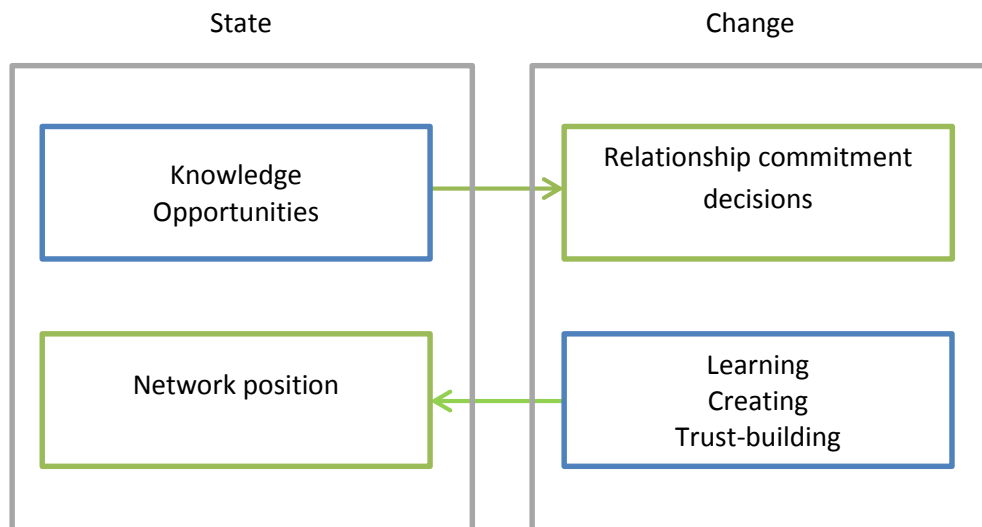 State
Change
Knowledge
Opportunities
Relationship commitment
decisions
Network position
Learning
Creating
Trust-building